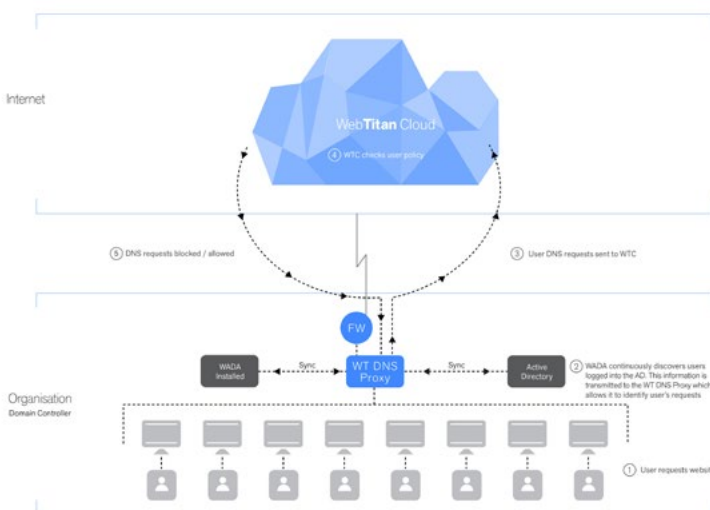 Internet
WebTitan Cloud
④ WTC checks user policy
⑤ DNS requests blocked / allowed
③ User DNS requests sent to WTC
FW
WADA
Installed
Sync
WT DNS
Proxy
Sync
Active
Directory
② WADA continuously discovers users
logged into the AD. This information is
transmitted to the WT DNS Proxy which
allows it to identify user's requests
Organisation
Domain Controller
① User requests websi